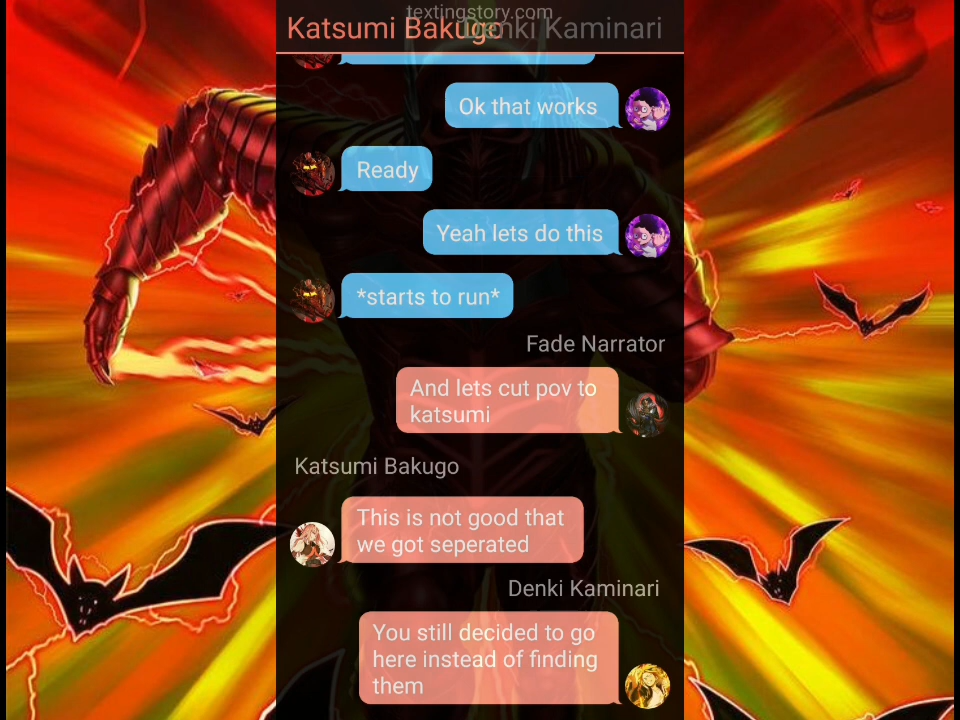 textingstory.com
Katsumi Bakugo
Denki Kaminari
Ok that works
Ready
Yeah lets do this
*starts to run*
Fade Narrator
And lets cut pov to
katsumi
Katsumi Bakugo
This is not good that
we got seperated
Denki Kaminari
You still decided to go
here instead of finding
them